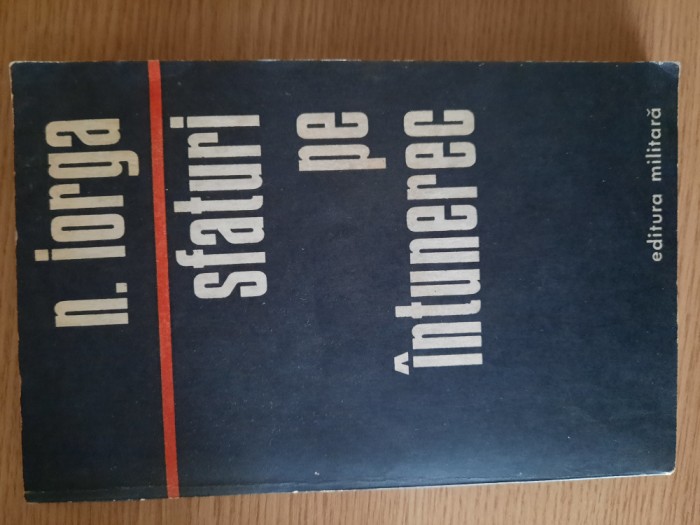 n. iorga
sfaturi
pe
întunerec
editura militară